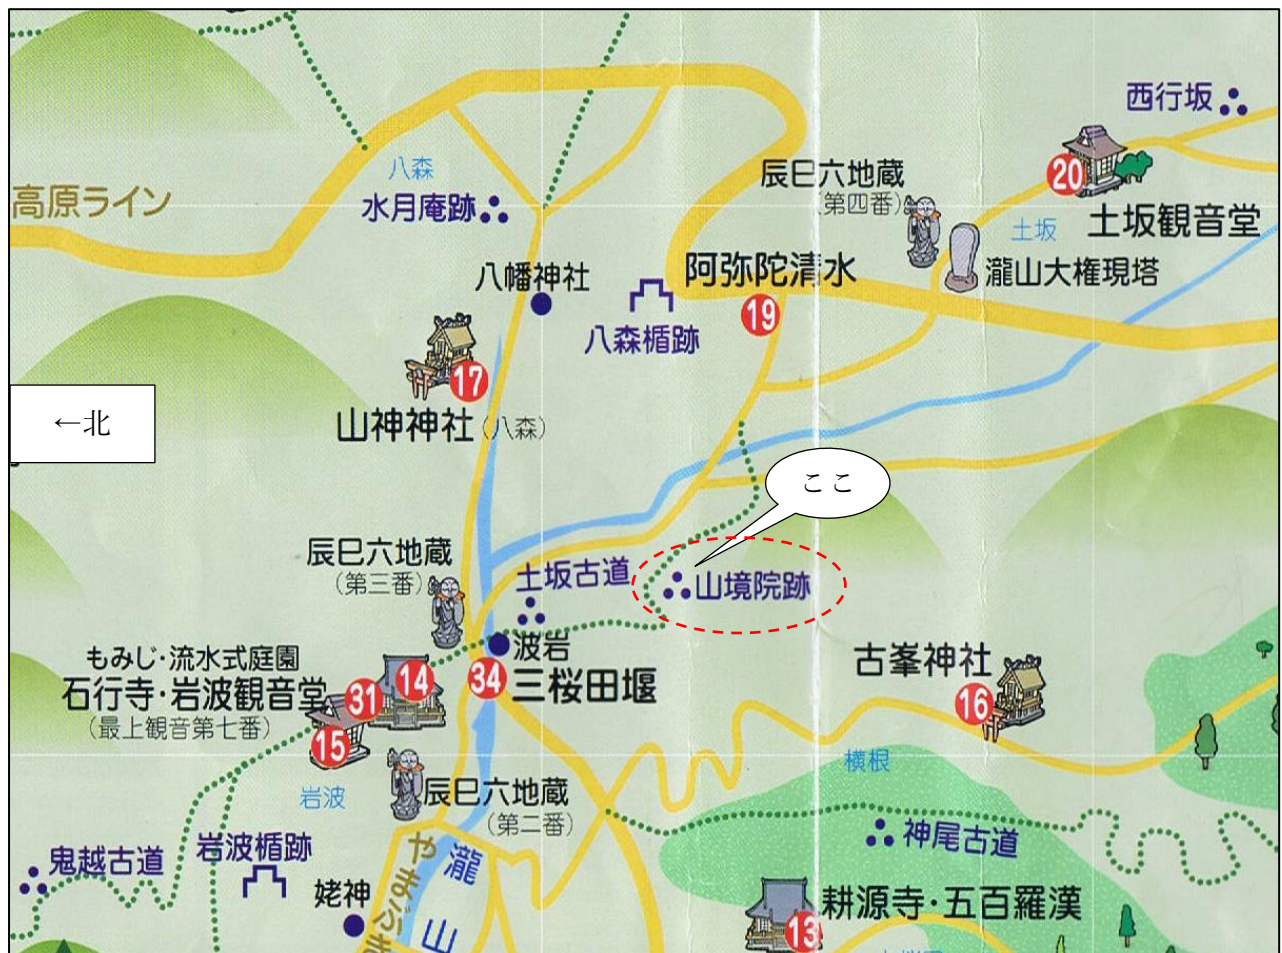 西行坂
八森
高原ライン
水月庵跡
辰巳六地蔵
(第四番)
20
土坂
土坂観音堂
八幡神社
阿弥陀清水
瀧山大権現塔
19
八森楯跡
17
山神神社(八森)
←北
ここ
辰巳六地蔵
(第三番)
土坂古道
山境院跡
波岩
もみじ・流水式庭園
石行寺・岩波観音堂
(最上観音第七番)
31
14
15
34
三桜田堰
古峯神社
16
横根
岩波
辰巳六地蔵
(第二番)
鬼越古道
岩波楯跡
やまぶき
瀧
山
神尾古道
姥神
耕源寺・五百羅漢
13